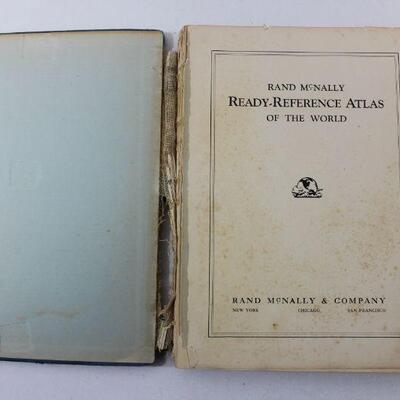 RAND MᶜNALLY
READY-REFERENCE ATLAS
OF THE WORLD
RAND MᶜNALLY & COMPANY
NEW YORK CHICAGO SAN FRANCISCO